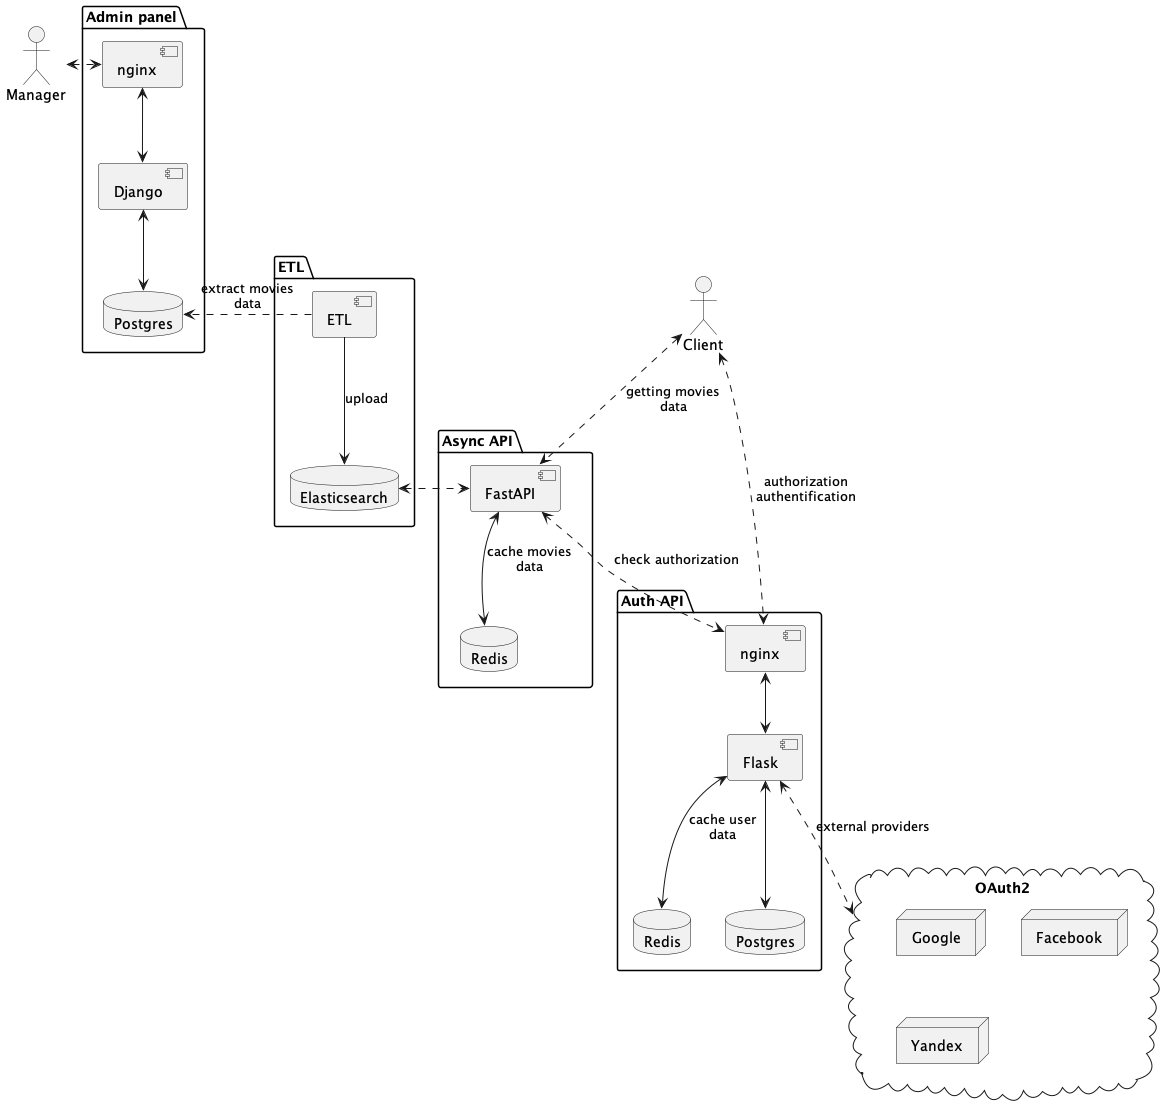 Admin panel
Manager
nginx
Django
Postgres
ETL
extract movies
data
ETL
upload
Elasticsearch
Client
getting movies
data
Async API
FastAPI
cache movies
data
Redis
authorization
authentification
check authorization
Auth API
nginx
Flask
cache user
data
external providers
Redis
Postgres
OAuth2
Google
Facebook
Yandex